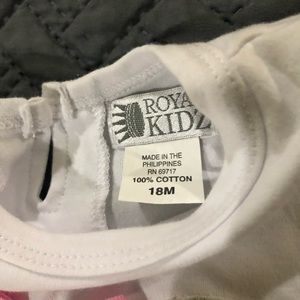 ROYA
KIDZ
MADE IN THE
PHILIPPINES
RN 69717
100% COTTON
18M